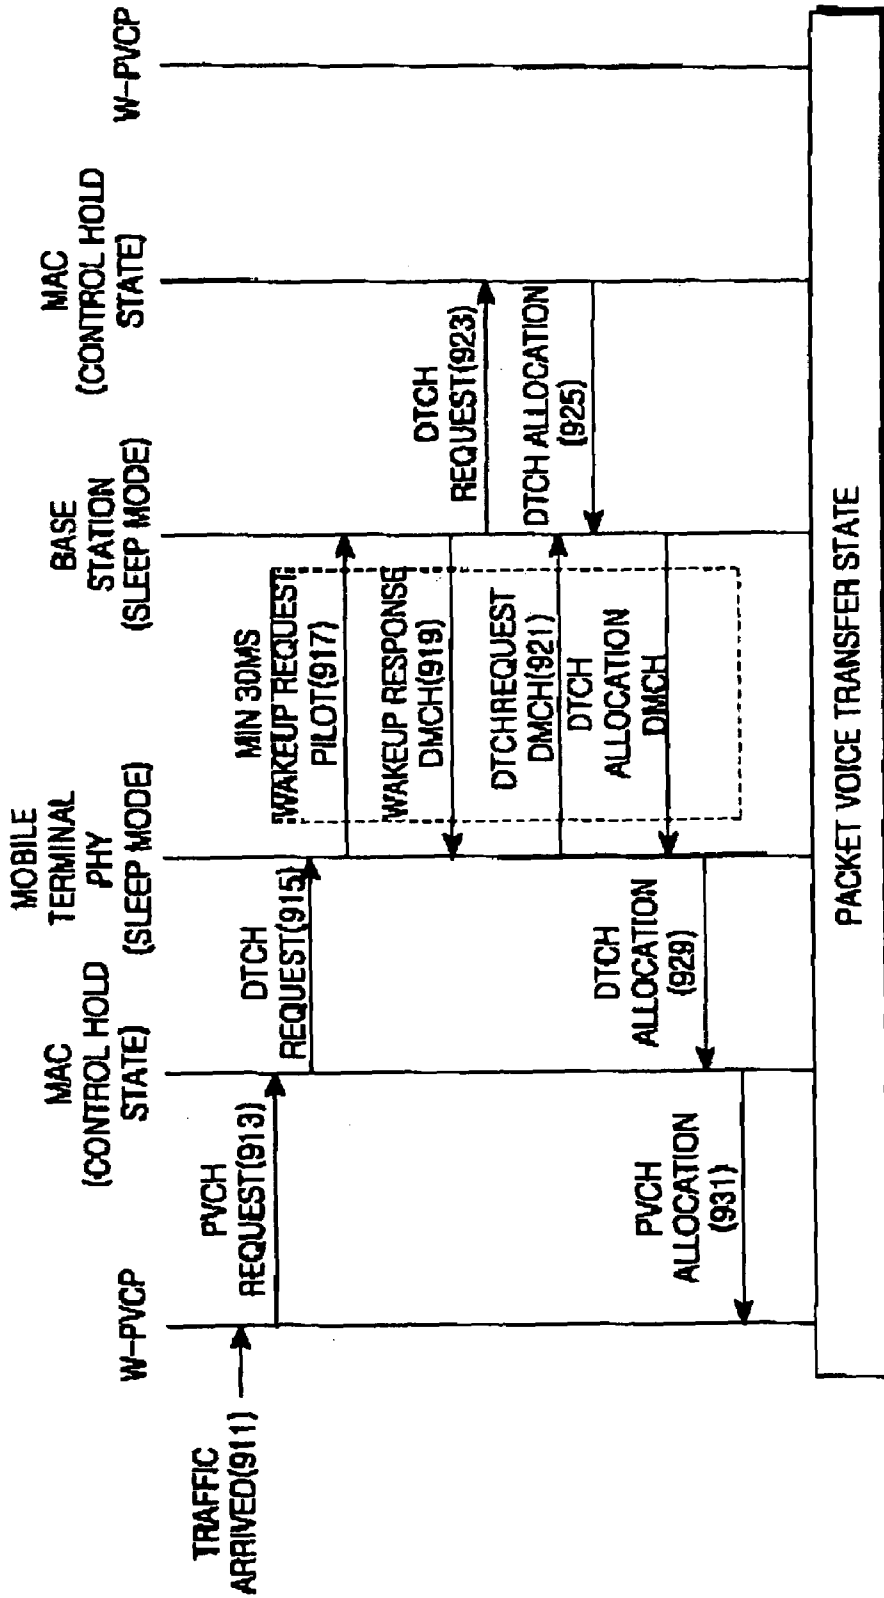 W-PVCP
MAC
(CONTROL HOLD
STATE)
MOBILE
TERMINAL
PHY
(SLEEP MODE)
BASE
STATION
(SLEEP MODE)
MAC
(CONTROL HOLD
STATE)
W-PVCP
TRAFFIC
ARRIVED(911)
PVCH
REQUEST(913)
DTCH
REQUEST(915)
MIN 30MS
WAKEUP REQUEST
PILOT(917)
WAKEUP RESPONSE
DMCH(919)
DTCH
REQUEST(923)
DTCHREQUEST
DMCH(921)
DTCH ALLOCATION
(925)
DTCH
ALLOCATION
DMCH
DTCH
ALLOCATION
(929)
PVCH
ALLOCATION
(931)
PACKET VOICE TRANSFER STATE